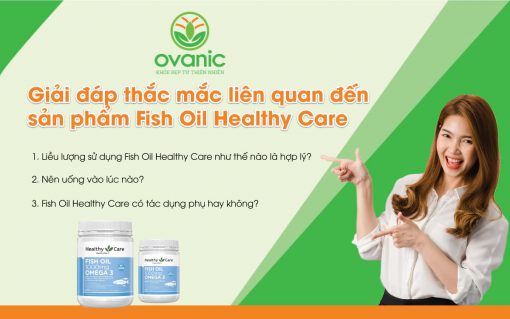 ovanic
KHỎE ĐẸP TỪ THIÊN NHIÊN
Giải đáp thắc mắc liên quan đến
sản phẩm Fish Oil Healthy Care
1. Liều lượng sử dụng Fish Oil Healthy Care như thế nào là hợp lý?
2. Nên uống vào lúc nào?
3. Fish Oil Healthy Care có tác dụng phụ hay không?
Healthy Care
FISH OIL
1000mg
OMEGA 3
Healthy Care
FISH OIL
1000mg
OMEGA 3